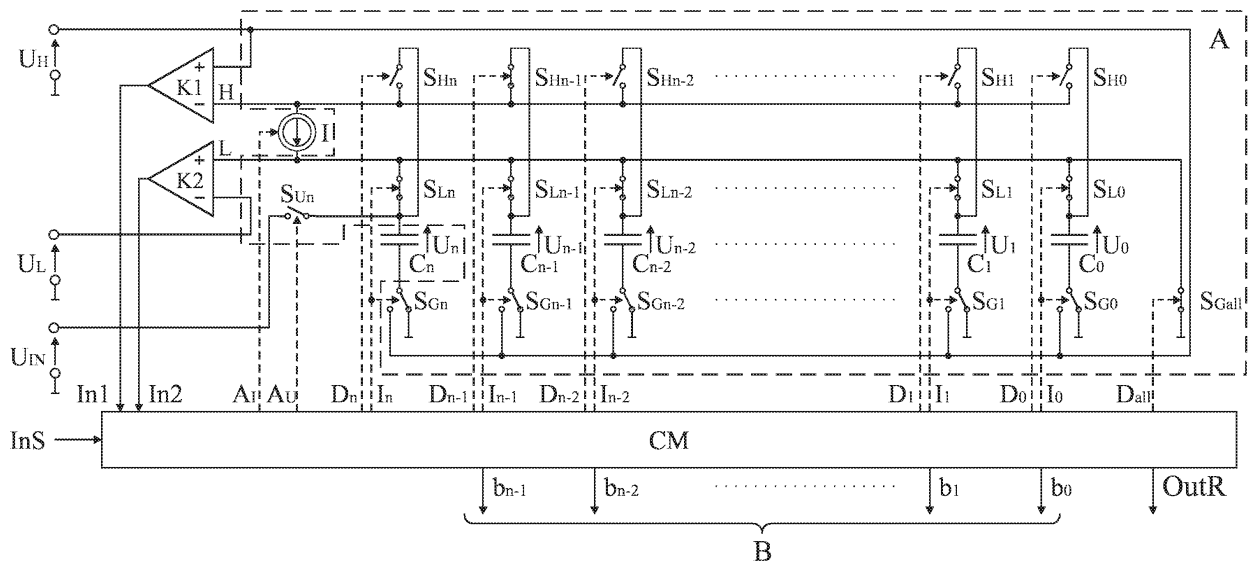 A
UH
K1
+
−
H
SHn
SHn-1
SHn-2
SH1
SH0
I
L
K2
+
−
SUn
SLn
SLn-1
SLn-2
SL1
SL0
UL
Un
Un-1
Un-2
U1
U0
Cn
Cn-1
Cn-2
C1
C0
SGn
SGn-1
SGn-2
SG1
SG0
SGall
UIN
In1 In2 AI AU Dn In Dn-1 In-1 Dn-2 In-2 D1 I1 D0 I0 Dall
InS
CM
bn-1 bn-2 b1 b0 OutR
B